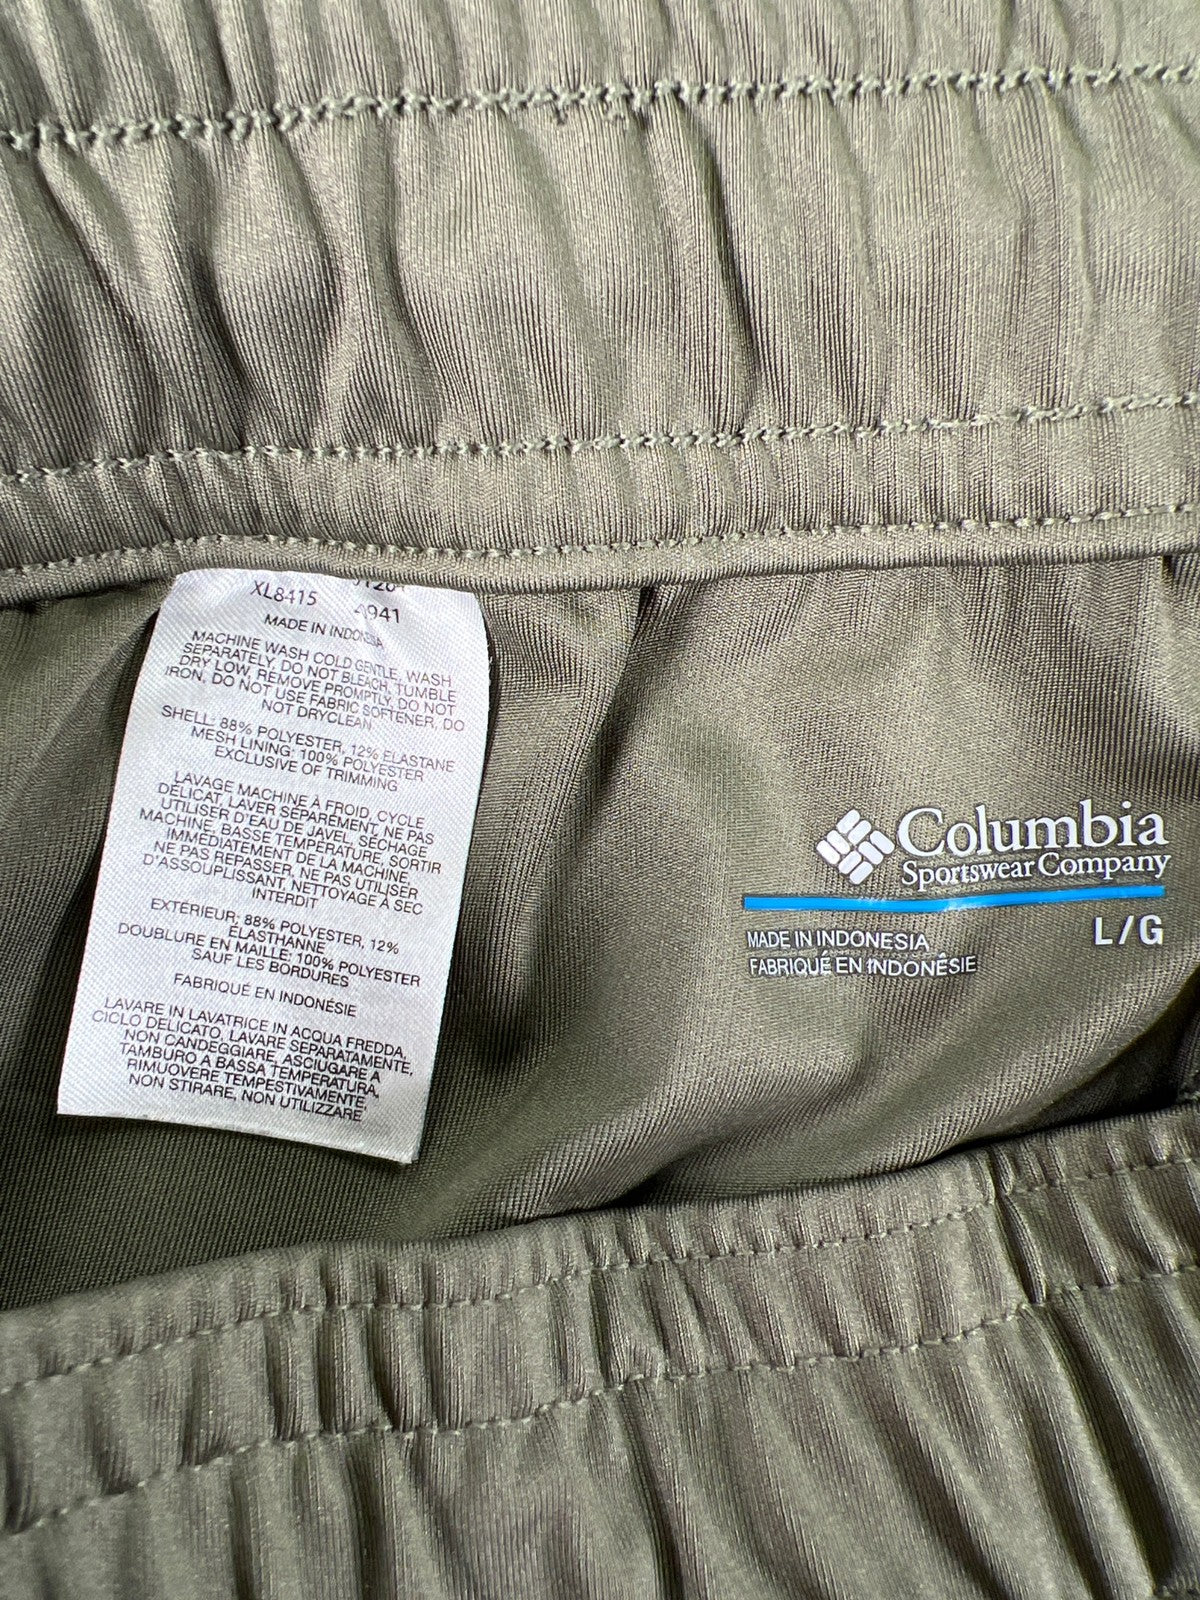 XL8415
MADE IN INDONESIA
MACHINE WASH COLD GENTLE, WASH
SEPARATELY, DO NOT BLEACH, TUMBLE
DRY LOW, REMOVE PROMPTLY, DO NOT
IRON, DO NOT USE FABRIC SOFTENER, DO
NOT DRYCLEAN
SHELL: 88% POLYESTER, 12% ELASTANE
MESH LINING: 100% POLYESTER
EXCLUSIVE OF TRIMMING
LAVAGE MACHINE À FROID, CYCLE
DÉLICAT, LAVER SÉPARÉMENT, NE PAS
UTILISER D'EAU DE JAVEL, SÉCHAGE
MACHINE, BASSE TEMPÉRATURE, SORTIR
IMMÉDIATEMENT DE LA MACHINE,
NE PAS REPASSER, NE PAS UTILISER
D'ASSOUPLISSANT, NETTOYAGE À SEC
INTERDIT
EXTÉRIEUR: 88% POLYESTER, 12%
ÉLASTHANNE
DOUBLURE EN MAILLE: 100% POLYESTER
SAUF LES BORDURES
FABRIQUÉ EN INDONÉSIE
LAVARE IN LAVATRICE IN ACQUA FREDDA,
CICLO DELICATO, LAVARE SEPARATAMENTE,
NON CANDEGGIARE, ASCIUGARE A
TAMBURO A BASSA TEMPERATURA,
RIMUOVERE TEMPESTIVAMENTE,
NON STIRARE, NON UTILIZZARE
Columbia
Sportswear Company
L/G
MADE IN INDONESIA
FABRIQUÉ EN INDONÉSIE